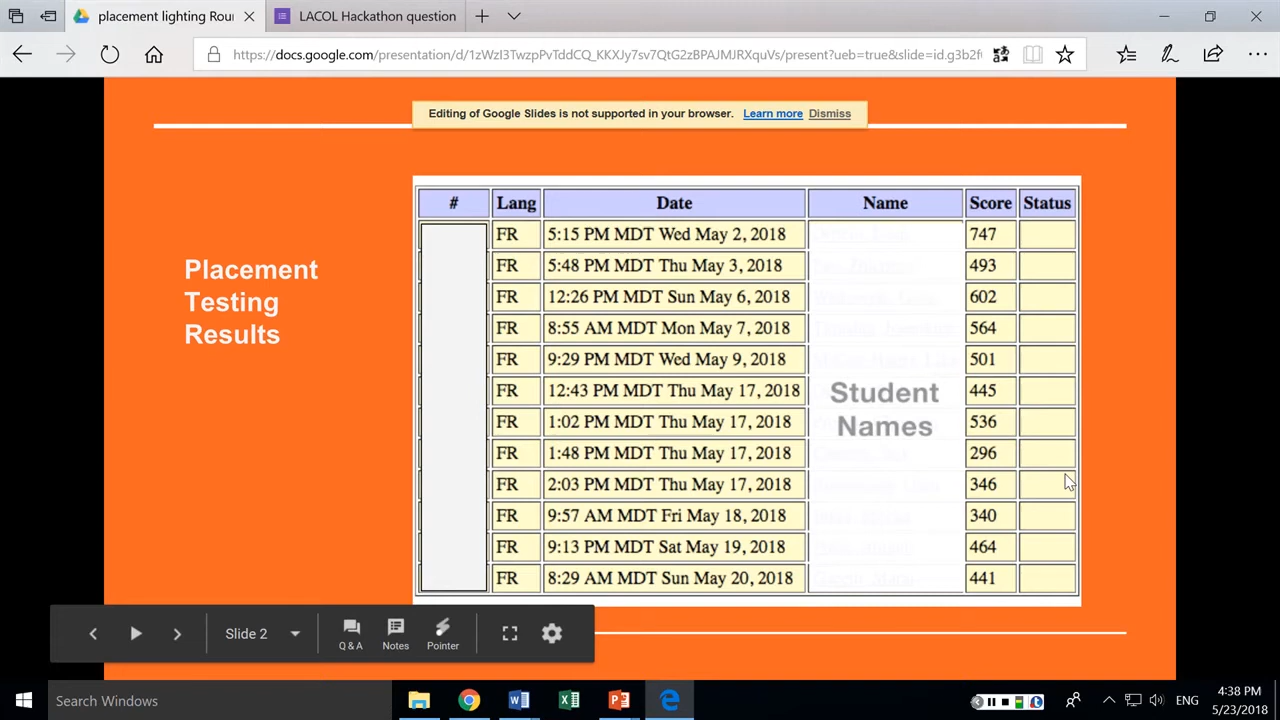 placement lighting Rour
LACOL Hackathon question
https://docs.google.com/presentation/d/1zWzI3TwzpPvTddCQ_KKXJy7sv7QtG2zBPAJMJRXquVs/present?ueb=true&slide=id.g3b2f
Editing of Google Slides is not supported in your browser. Learn more Dismiss
Placement
Testing
Results
# Lang Date Name Score Status
FR 5:15 PM MDT Wed May 2, 2018 747
FR 5:48 PM MDT Thu May 3, 2018 493
FR 12:26 PM MDT Sun May 6, 2018 602
FR 8:55 AM MDT Mon May 7, 2018 564
FR 9:29 PM MDT Wed May 9, 2018 501
FR 12:43 PM MDT Thu May 17, 2018 445
FR 1:02 PM MDT Thu May 17, 2018 536
FR 1:48 PM MDT Thu May 17, 2018 296
FR 2:03 PM MDT Thu May 17, 2018 346
FR 9:57 AM MDT Fri May 18, 2018 340
FR 9:13 PM MDT Sat May 19, 2018 464
FR 8:29 AM MDT Sun May 20, 2018 441
Student
Names
Slide 2
Q & A
Notes
Pointer
Search Windows
ENG
4:38 PM
5/23/2018